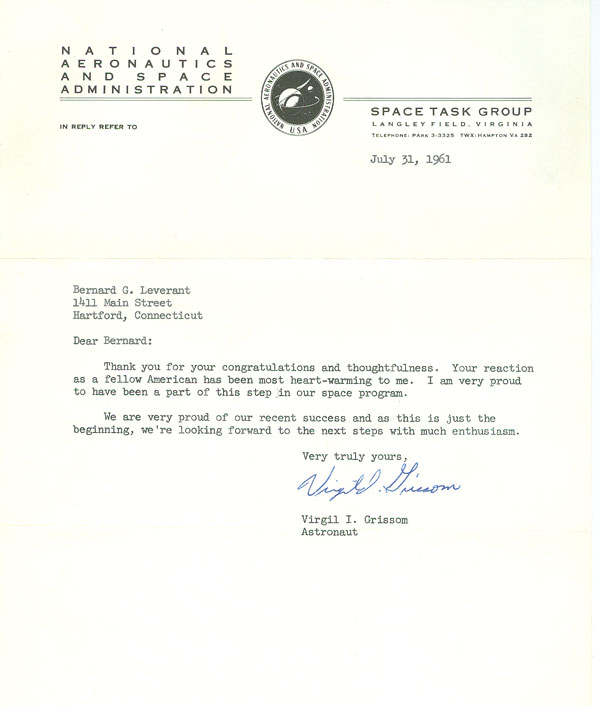 NATIONAL
AERONAUTICS
AND SPACE
ADMINISTRATION
NATIONAL AERONAUTICS AND SPACE ADMINISTRATION
USA
IN REPLY REFER TO
SPACE TASK GROUP
LANGLEY FIELD, VIRGINIA
TELEPHONE: PARK 3-3325 TWX: HAMPTON VA 282
July 31, 1961
Bernard G. Leverant
1411 Main Street
Hartford, Connecticut
Dear Bernard:
Thank you for your congratulations and thoughtfulness. Your reaction
as a fellow American has been most heart-warming to me. I am very proud
to have been a part of this step in our space program.
We are very proud of our recent success and as this is just the
beginning, we're looking forward to the next steps with much enthusiasm.
Very truly yours,
Virgil I. Grissom
Virgil I. Grissom
Astronaut